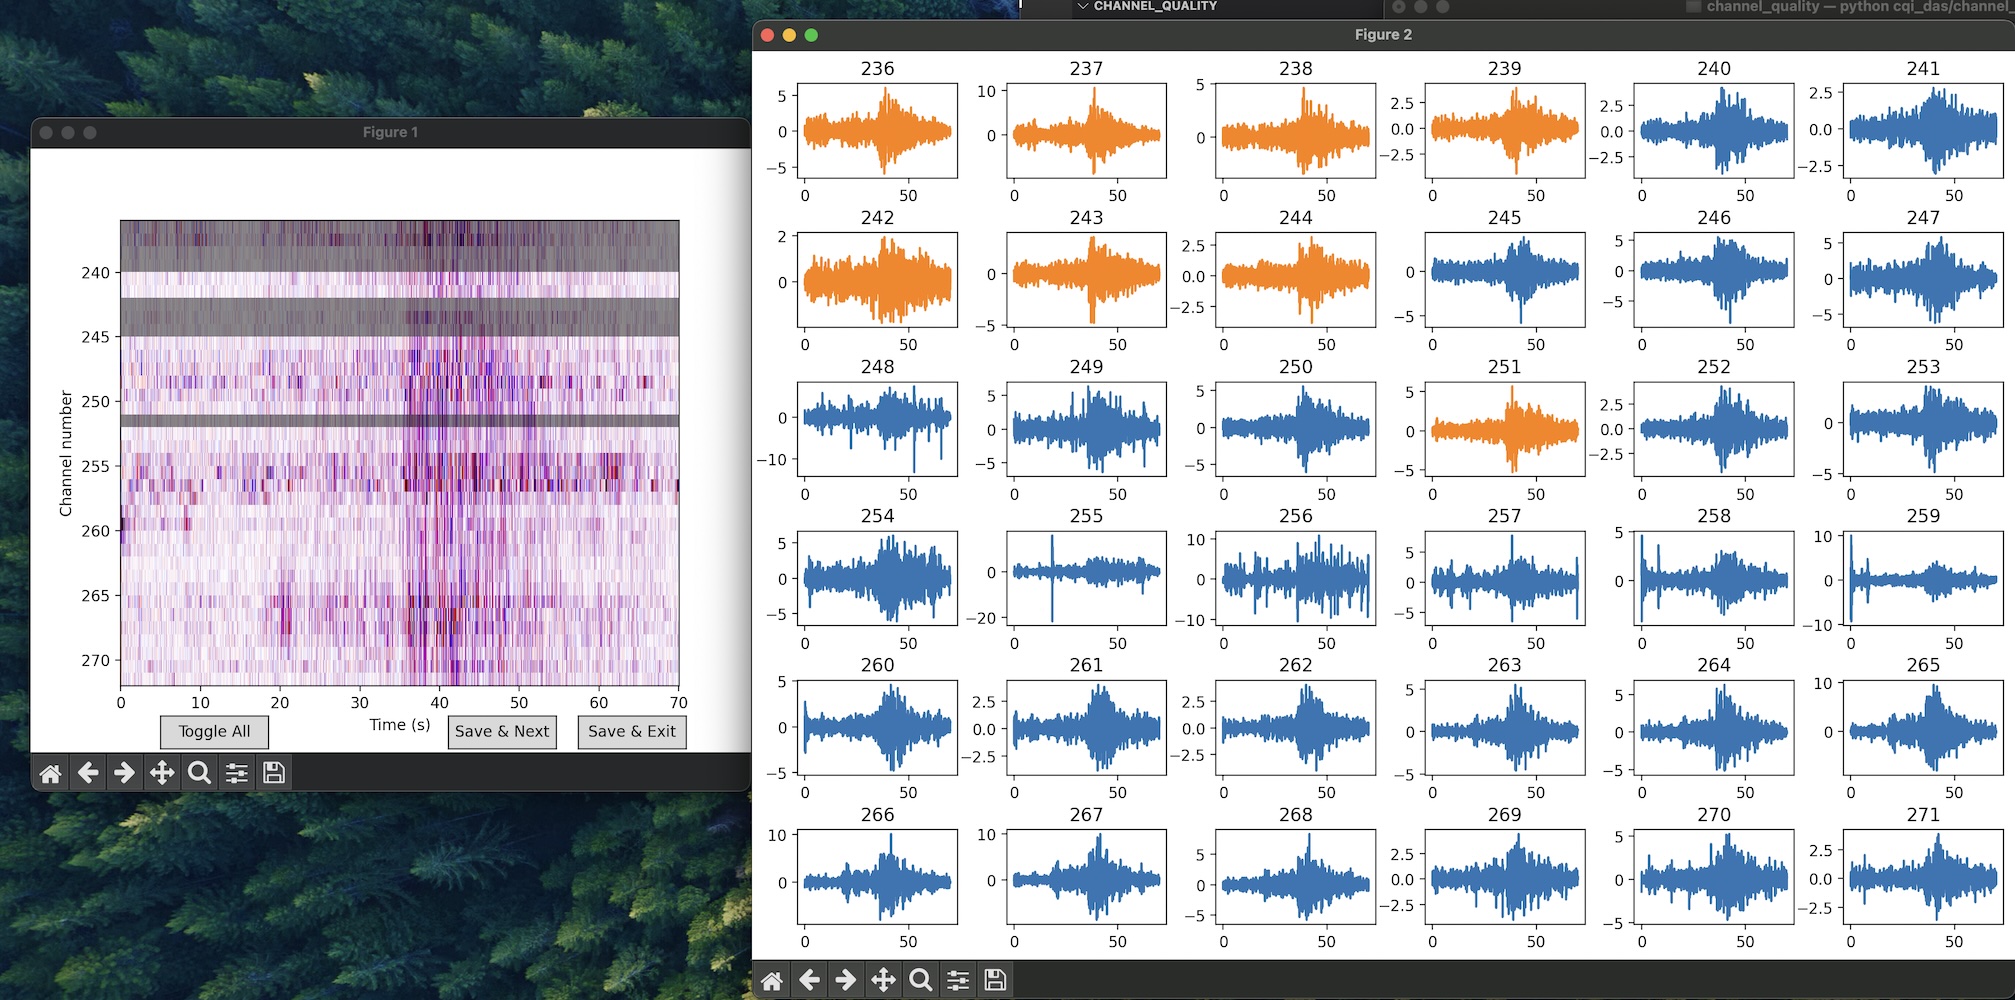 CHANNEL_QUALITY
channel_quality — python cqi_das/channel_
Figure 1
240
245
250
255
260
265
270
Channel number
0 10 20 30 40 50 60 70
Time (s)
Toggle All
Save & Next
Save & Exit
Figure 2
236 237 238 239 240 241
5 0 −5
10 0
5 0
2.5 0.0 −2.5
2.5 0.0 −2.5
2.5 0.0 −2.5
0 50 0 50 0 50 0 50 0 50 0 50
242 243 244 245 246 247
2 0
0 −5
2.5 0.0 −2.5
0 −5
5 0 −5
5 0 −5
0 50 0 50 0 50 0 50 0 50 0 50
248 249 250 251 252 253
0 −10
5 0 −5
5 0 −5
5 0 −5
2.5 0.0 −2.5
0 −5
0 50 0 50 0 50 0 50 0 50 0 50
254 255 256 257 258 259
5 0 −5
0 −20
10 0 −10
5 0 −5
5 0
10 0 −10
0 50 0 50 0 50 0 50 0 50 0 50
260 261 262 263 264 265
5 0 −5
2.5 0.0 −2.5
2.5 0.0 −2.5
5 0 −5
5 0 −5
10 0
0 50 0 50 0 50 0 50 0 50 0 50
266 267 268 269 270 271
10 0
10 0
5 0 −5
2.5 0.0 −2.5
5 0 −5
2.5 0.0 −2.5
0 50 0 50 0 50 0 50 0 50 0 50